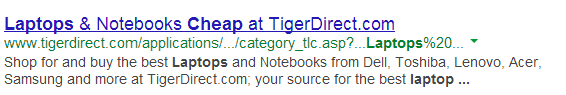 Laptops & Notebooks Cheap at TigerDirect.com
www.tigerdirect.com/applications/.../category_tlc.asp?...Laptops%20...
Shop for and buy the best Laptops and Notebooks from Dell, Toshiba, Lenovo, Acer,
Samsung and more at TigerDirect.com; your source for the best laptop ...